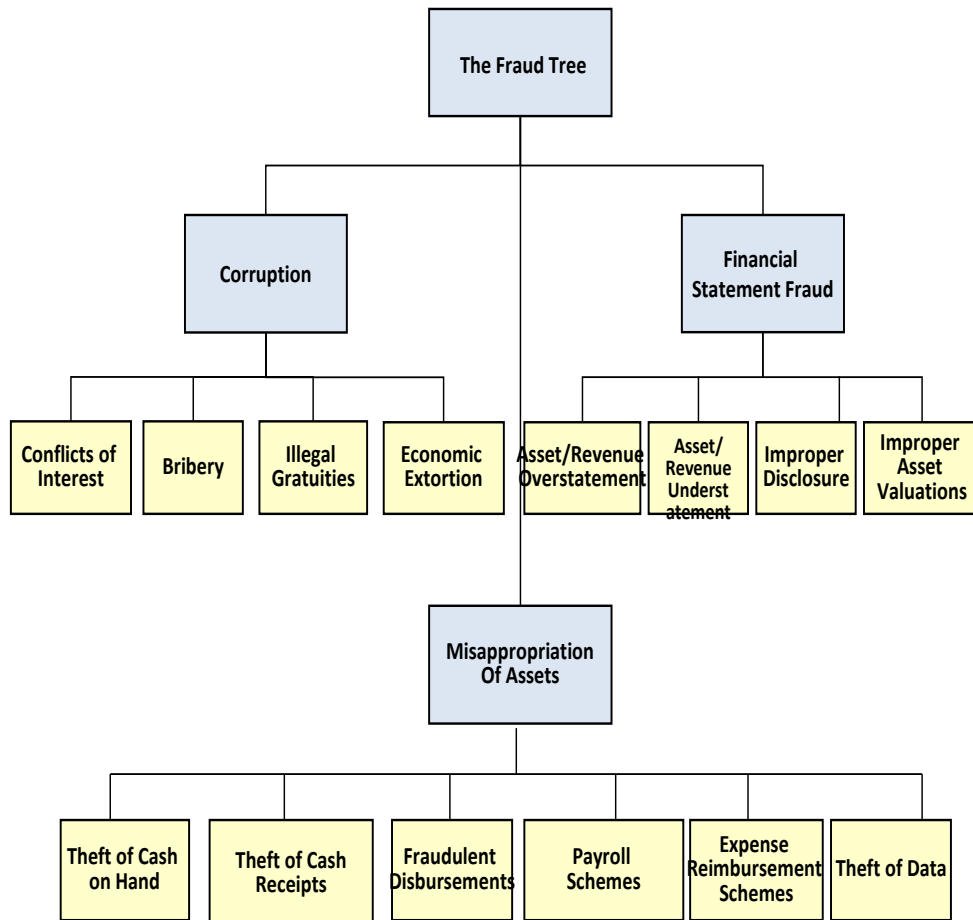 The Fraud Tree
Corruption
Financial
Statement Fraud
Conflicts of
Interest
Bribery
Illegal
Gratuities
Economic
Extortion
Asset/Revenue
Overstatement
Asset/
Revenue
Underst
atement
Improper
Disclosure
Improper
Asset
Valuations
Misappropriation
Of Assets
Theft of Cash
on Hand
Theft of Cash
Receipts
Fraudulent
Disbursements
Payroll
Schemes
Expense
Reimbursement
Schemes
Theft of Data